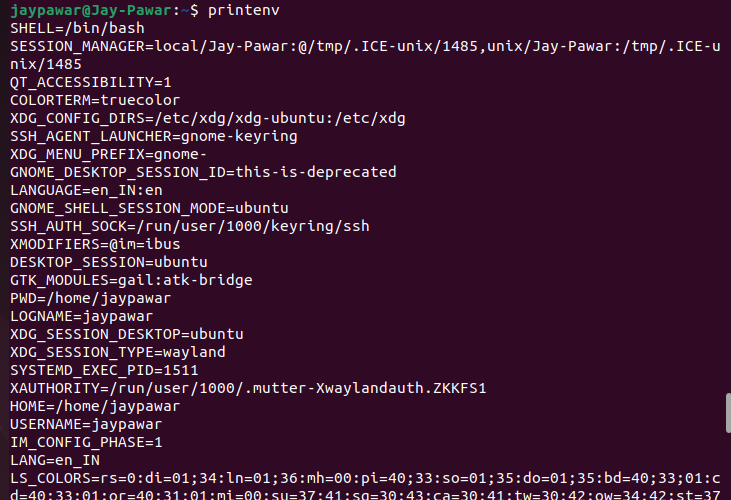 jaypawar@Jay-Pawar:~$ printenv
SHELL=/bin/bash
SESSION_MANAGER=local/Jay-Pawar:@/tmp/.ICE-unix/1485,unix/Jay-Pawar:/tmp/.ICE-u
nix/1485
QT_ACCESSIBILITY=1
COLORTERM=truecolor
XDG_CONFIG_DIRS=/etc/xdg/xdg-ubuntu:/etc/xdg
SSH_AGENT_LAUNCHER=gnome-keyring
XDG_MENU_PREFIX=gnome-
GNOME_DESKTOP_SESSION_ID=this-is-deprecated
LANGUAGE=en_IN:en
GNOME_SHELL_SESSION_MODE=ubuntu
SSH_AUTH_SOCK=/run/user/1000/keyring/ssh
XMODIFIERS=@im=ibus
DESKTOP_SESSION=ubuntu
GTK_MODULES=gail:atk-bridge
PWD=/home/jaypawar
LOGNAME=jaypawar
XDG_SESSION_DESKTOP=ubuntu
XDG_SESSION_TYPE=wayland
SYSTEMD_EXEC_PID=1511
XAUTHORITY=/run/user/1000/.mutter-Xwaylandauth.ZKKFS1
HOME=/home/jaypawar
USERNAME=jaypawar
IM_CONFIG_PHASE=1
LANG=en_IN
LS_COLORS=rs=0:di=01;34:ln=01;36:mh=00:pi=40;33:so=01;35:do=01;35:bd=40;33;01:c
d=40;33;01:or=40;31;01:mi=00:su=37;41:sg=30;43:ca=30;41:tw=30;42:ow=34;42:st=37